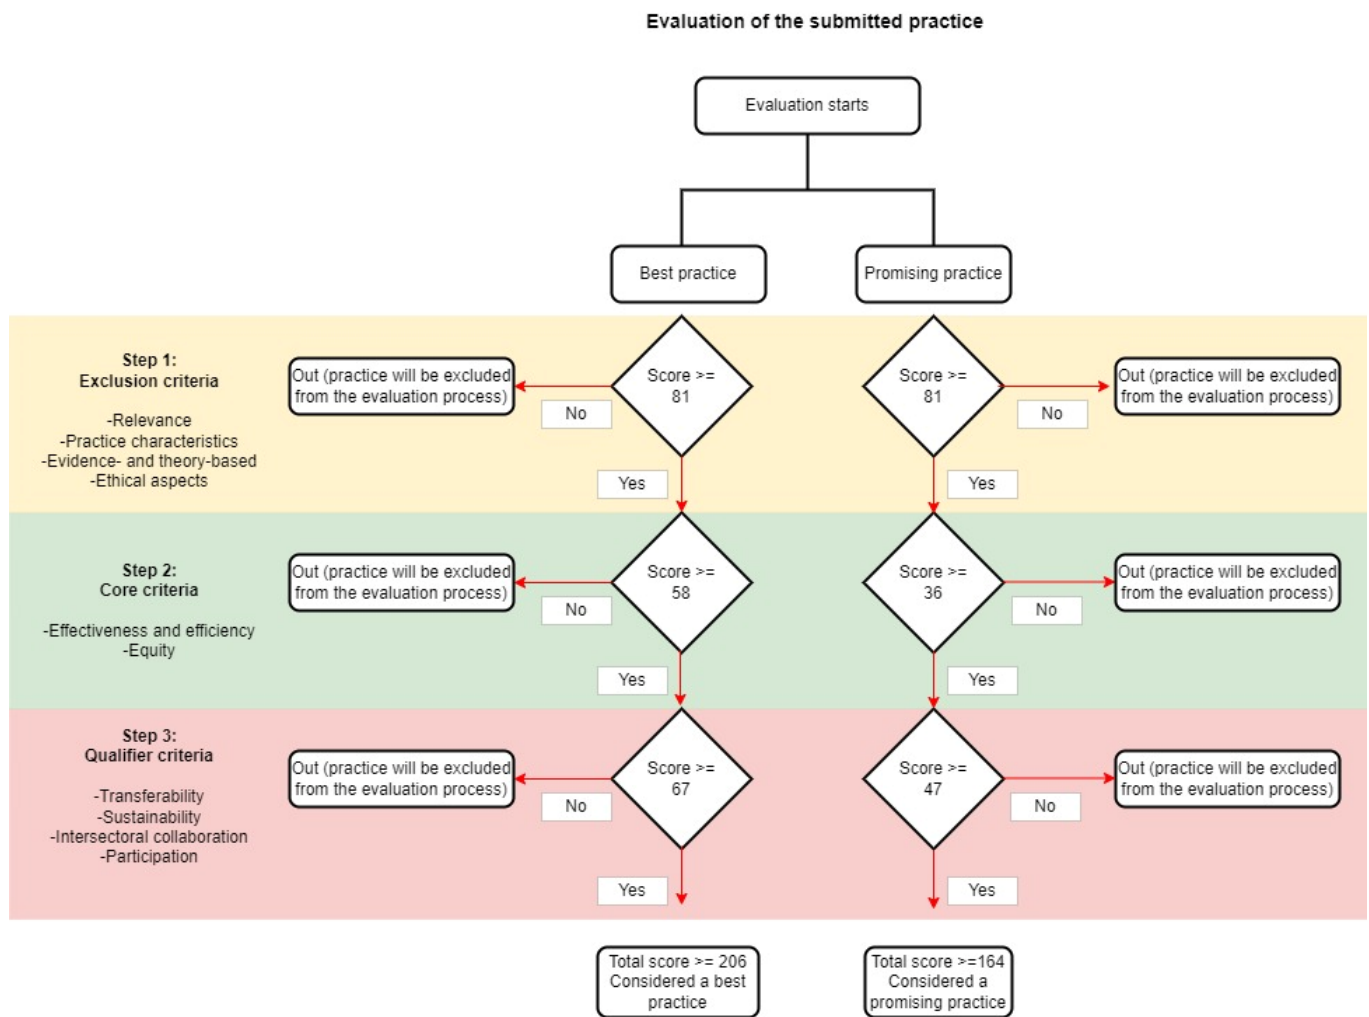 Evaluation of the submitted practice
Evaluation starts
Best practice
Promising practice
Step 1:
Exclusion criteria
-Relevance
-Practice characteristics
-Evidence- and theory-based
-Ethical aspects
Out (practice will be excluded
from the evaluation process)
No
Score >=
81
Yes
Score >=
81
No
Yes
Out (practice will be excluded
from the evaluation process)
Step 2:
Core criteria
-Effectiveness and efficiency
-Equity
Out (practice will be excluded
from the evaluation process)
No
Score >=
58
Yes
Score >=
36
No
Yes
Out (practice will be excluded
from the evaluation process)
Step 3:
Qualifier criteria
-Transferability
-Sustainability
-Intersectoral collaboration
-Participation
Out (practice will be excluded
from the evaluation process)
No
Score >=
67
Yes
Score >=
47
No
Yes
Out (practice will be excluded
from the evaluation process)
Total score >= 206
Considered a best
practice
Total score >=164
Considered a
promising practice